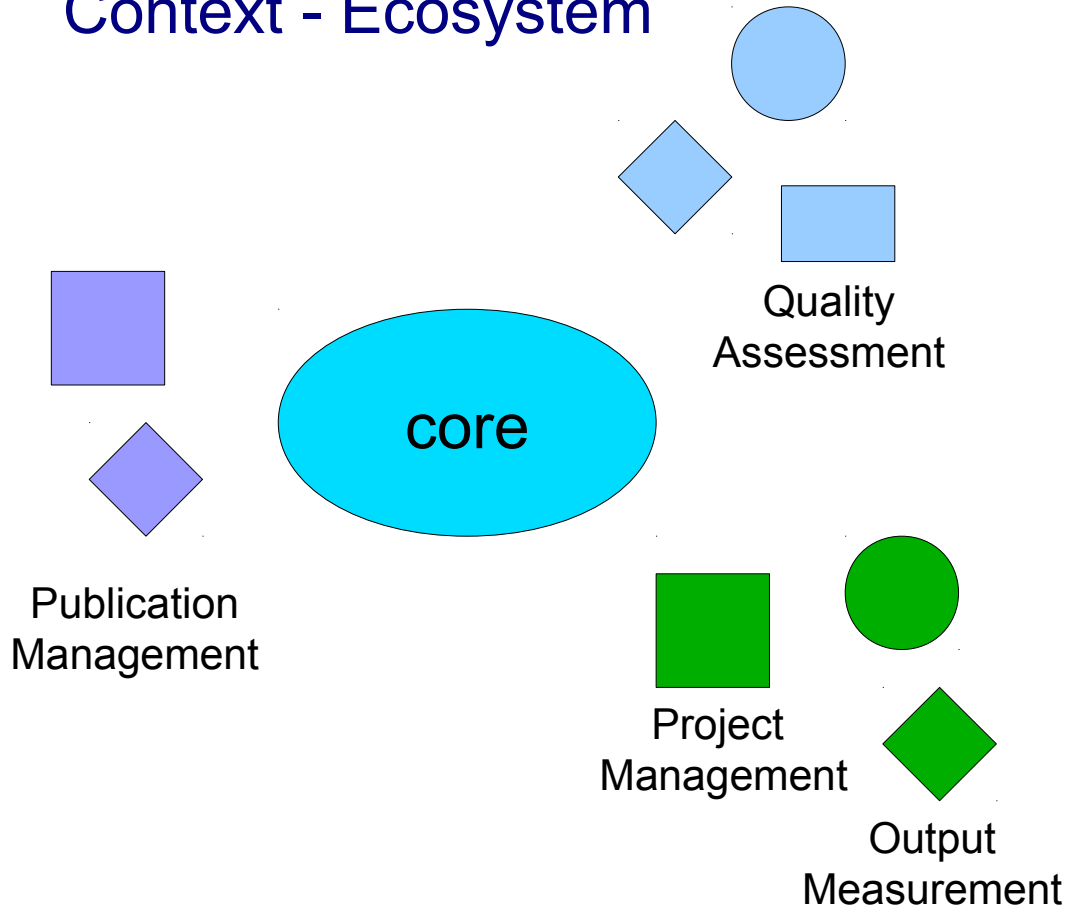 Context - Ecosystem
Quality
Assessment
core
Publication
Management
Project
Management
Output
Measurement